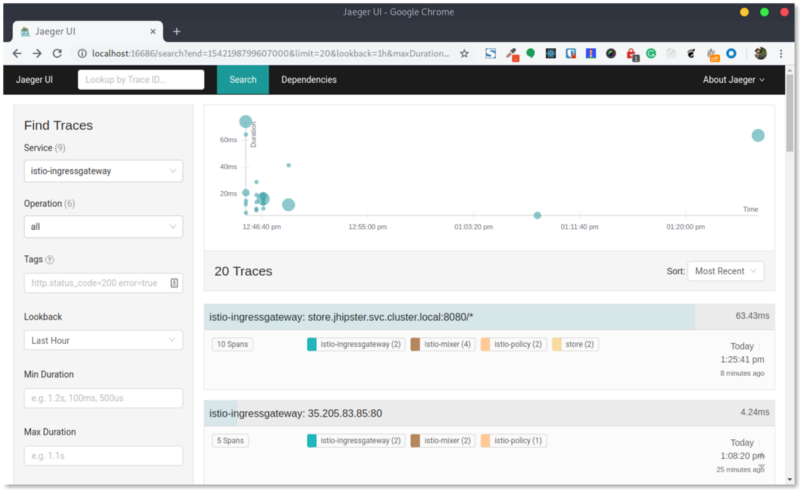 Jaeger UI - Google Chrome
Jaeger UI
localhost:16686/search?end=1542198799607000&limit=20&lookback=1h&maxDuration...
Jaeger UI
Lookup by Trace ID...
Search
Dependencies
About Jaeger
Find Traces
Service (9)
istio-ingressgateway
Operation (6)
all
Tags
http.status_code=200 error=true
Lookback
Last Hour
Min Duration
e.g. 1.2s, 100ms, 500us
Max Duration
e.g. 1.1s
Duration
60ms
40ms
20ms
Time
12:46:40 pm
12:55:00 pm
01:03:20 pm
01:11:40 pm
01:20:00 pm
20 Traces
Sort:
Most Recent
istio-ingressgateway: store.jhipster.svc.cluster.local:8080/*
63.43ms
10 Spans
istio-ingressgateway (2)
istio-mixer (4)
istio-policy (2)
store (2)
Today
1:25:41 pm
8 minutes ago
istio-ingressgateway: 35.205.83.85:80
4.24ms
5 Spans
istio-ingressgateway (2)
istio-mixer (2)
istio-policy (1)
Today
1:08:20 pm
25 minutes ago